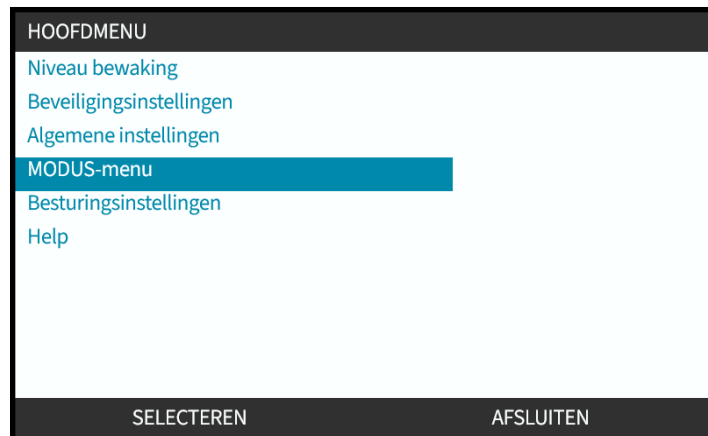 HOOFDMENU
Niveau bewaking
Beveiligingsinstellingen
Algemene instellingen
MODUS-menu
Besturingsinstellingen
Help
SELECTEREN AFSLUITEN